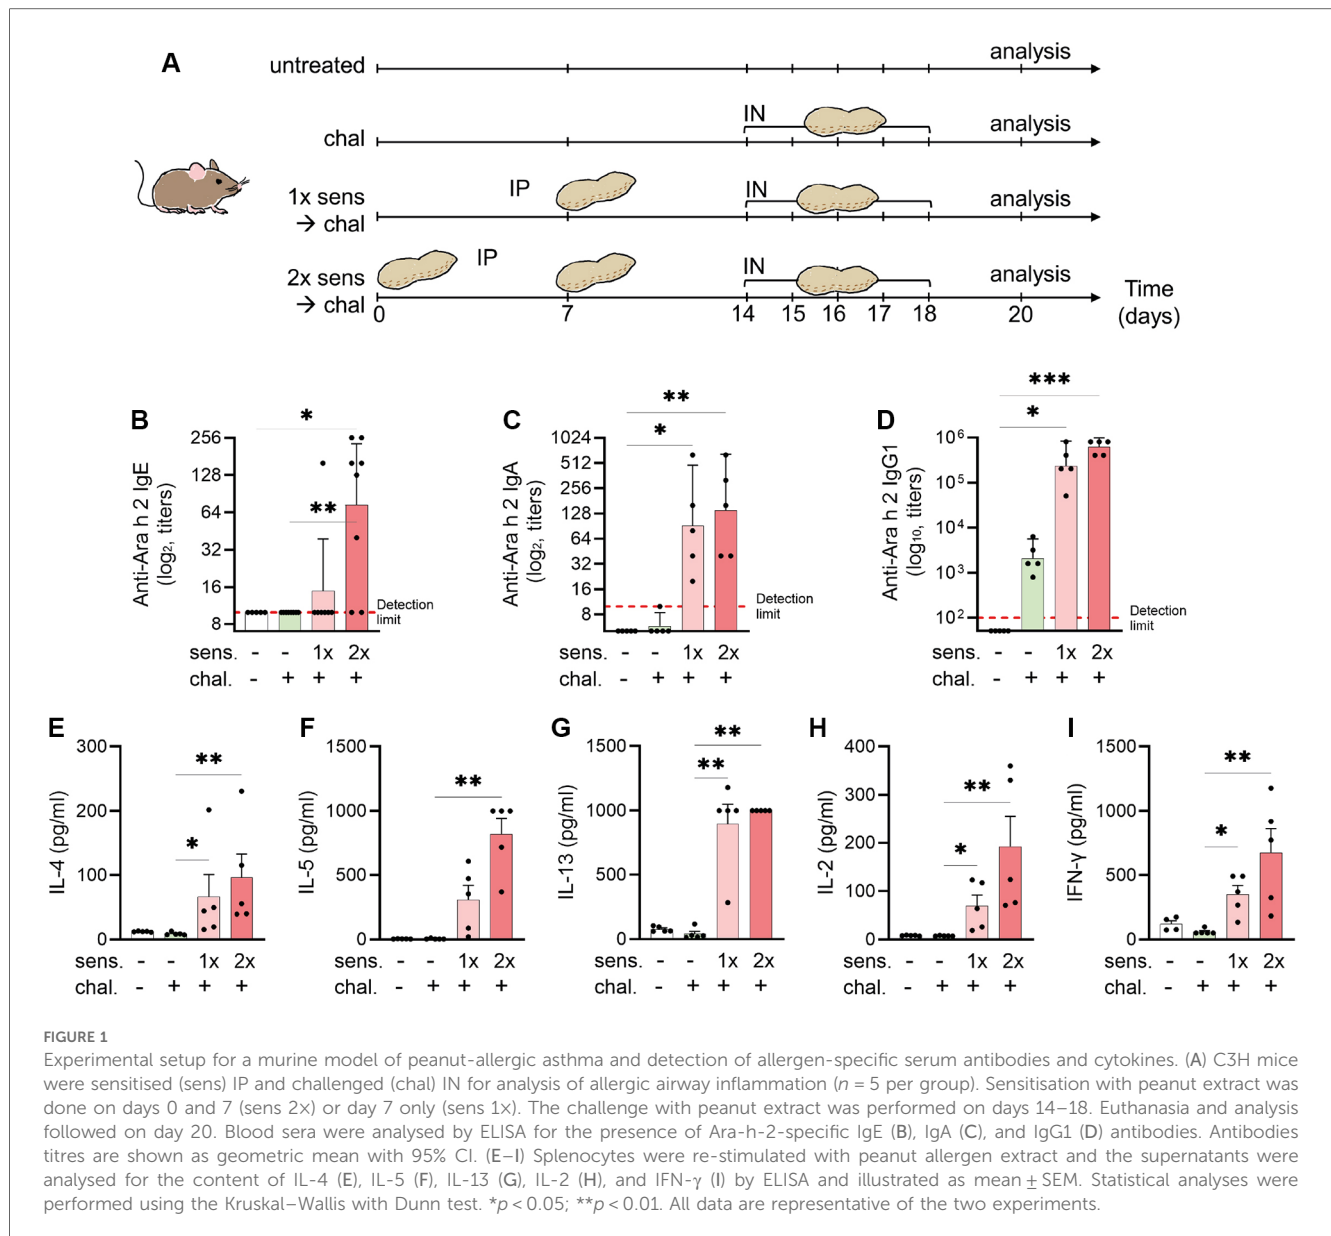 A
untreated
analysis
chal
IN
analysis
1x sens
→ chal
IP
IN
analysis
2x sens
→ chal
IP
IN
analysis
Time
(days)
0 7 14 15 16 17 18 20
B
Anti-Ara h 2 IgE
(log₂, titers)
256
128
64
32
16
8
*
**
Detection
limit
sens. - - 1x 2x
chal. - + + +
C
Anti-Ara h 2 IgA
(log₂, titers)
1024
512
256
128
64
32
16
8
**
*
Detection
limit
sens. - - 1x 2x
chal. - + + +
D
Anti-Ara h 2 IgG1
(log₁₀, titers)
10⁶
10⁵
10⁴
10³
10²
***
*
Detection
limit
sens. - - 1x 2x
chal. - + + +
E
IL-4 (pg/ml)
300
200
100
0
**
*
sens. - - 1x 2x
chal. - + + +
F
IL-5 (pg/ml)
1500
1000
500
0
**
sens. - - 1x 2x
chal. - + + +
G
IL-13 (pg/ml)
1500
1000
500
0
**
**
sens. - - 1x 2x
chal. - + + +
H
IL-2 (pg/ml)
400
300
200
100
0
**
*
sens. - - 1x 2x
chal. - + + +
I
IFN-γ (pg/ml)
1500
1000
500
0
**
*
sens. - - 1x 2x
chal. - + + +
FIGURE 1
Experimental setup for a murine model of peanut-allergic asthma and detection of allergen-specific serum antibodies and cytokines. (A) C3H mice
were sensitised (sens) IP and challenged (chal) IN for analysis of allergic airway inflammation (n = 5 per group). Sensitisation with peanut extract was
done on days 0 and 7 (sens 2×) or day 7 only (sens 1×). The challenge with peanut extract was performed on days 14–18. Euthanasia and analysis
followed on day 20. Blood sera were analysed by ELISA for the presence of Ara-h-2-specific IgE (B), IgA (C), and IgG1 (D) antibodies. Antibodies
titres are shown as geometric mean with 95% CI. (E–I) Splenocytes were re-stimulated with peanut allergen extract and the supernatants were
analysed for the content of IL-4 (E), IL-5 (F), IL-13 (G), IL-2 (H), and IFN-γ (I) by ELISA and illustrated as mean ± SEM. Statistical analyses were
performed using the Kruskal–Wallis with Dunn test. *p < 0.05; **p < 0.01. All data are representative of the two experiments.